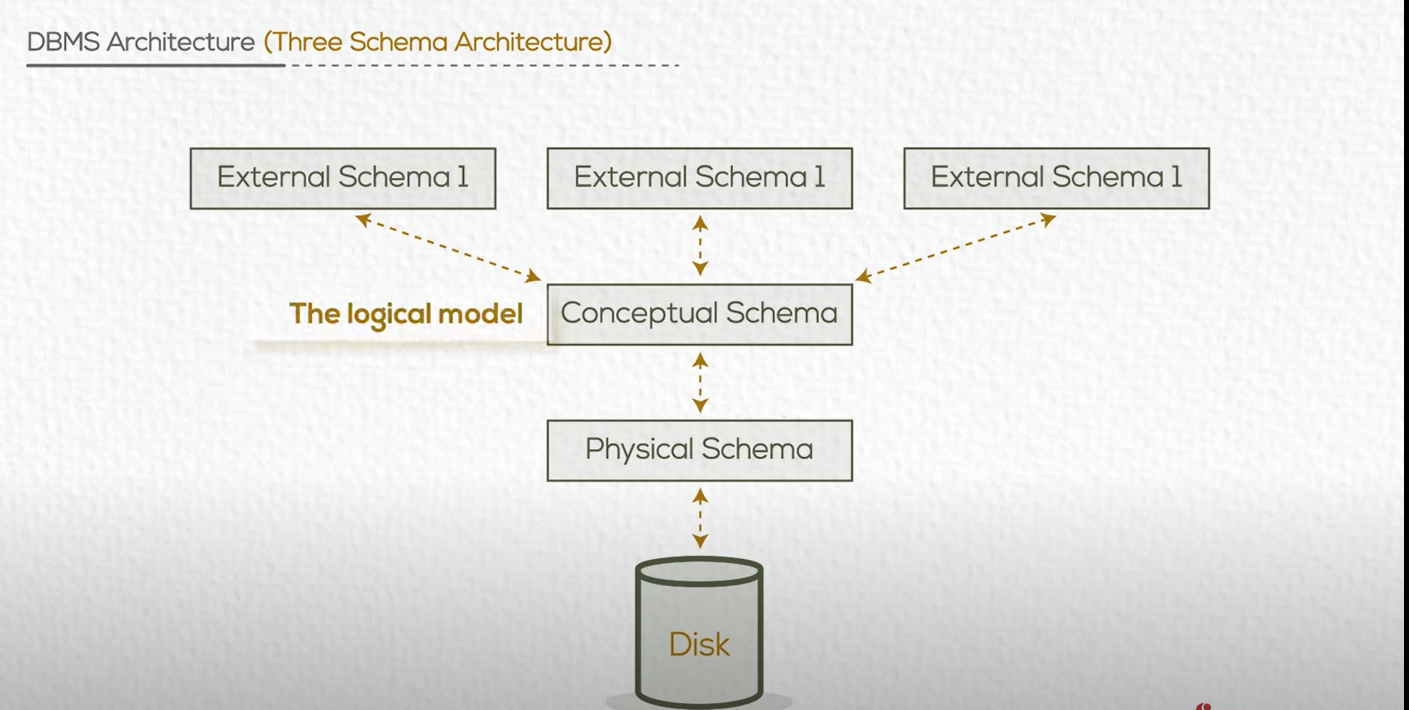 DBMS Architecture (Three Schema Architecture)
External Schema 1
External Schema 1
External Schema 1
The logical model
Conceptual Schema
Physical Schema
Disk